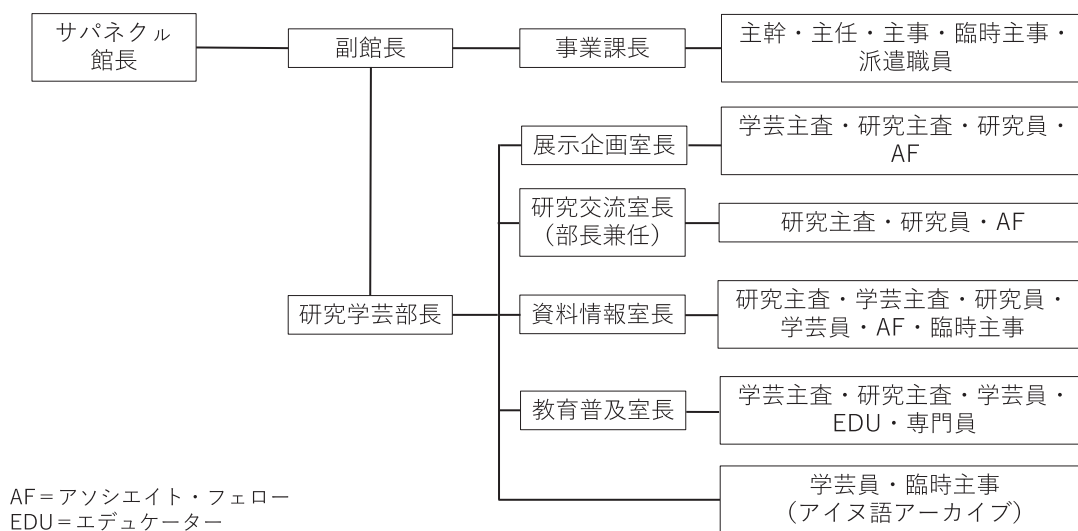 サパネクル
館長
副館長
事業課長
主幹・主任・主事・臨時主事・
派遣職員
展示企画室長
学芸主査・研究主査・研究員・
AF
研究交流室長
（部長兼任）
研究主査・研究員・AF
研究学芸部長
資料情報室長
研究主査・学芸主査・研究員・
学芸員・AF・臨時主事
教育普及室長
学芸主査・研究主査・学芸員・
EDU・専門員
学芸員・臨時主事
（アイヌ語アーカイブ）
AF＝アソシエイト・フェロー
EDU＝エデュケーター